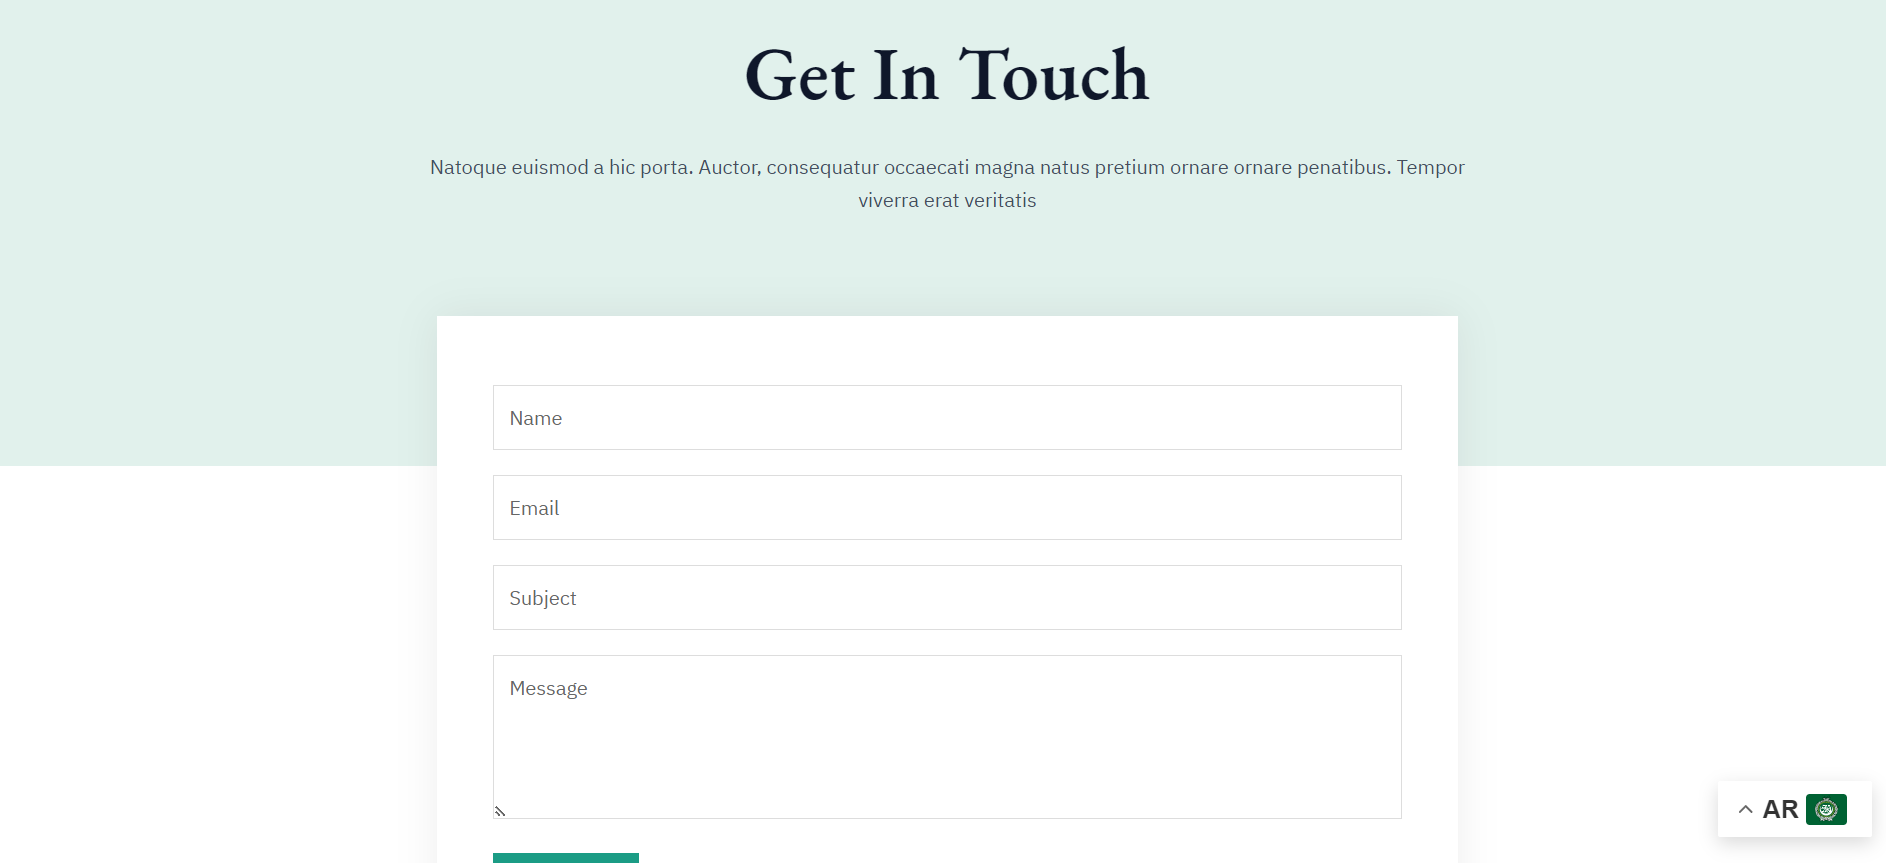 Get In Touch
Natoque euismod a hic porta. Auctor, consequatur occaecati magna natus pretium ornare ornare penatibus. Tempor
viverra erat veritatis
Name
Email
Subject
Message
AR